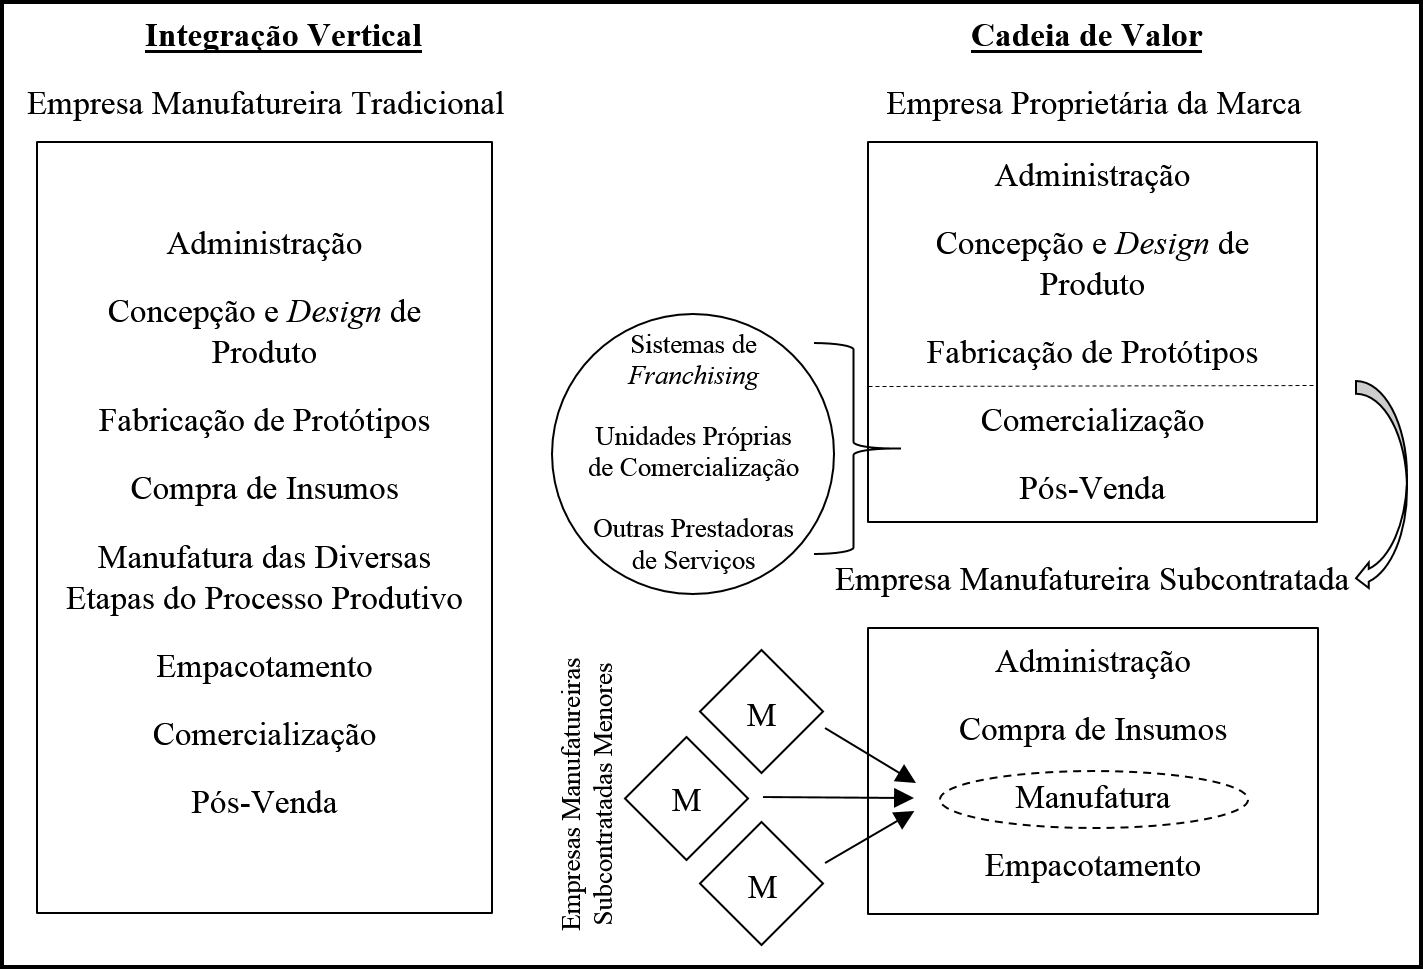 Integração Vertical
Empresa Manufatureira Tradicional
Administração
Concepção e Design de
Produto
Fabricação de Protótipos
Compra de Insumos
Manufatura das Diversas
Etapas do Processo Produtivo
Empacotamento
Comercialização
Pós-Venda
Cadeia de Valor
Empresa Proprietária da Marca
Administração
Concepção e Design de
Produto
Fabricação de Protótipos
Comercialização
Pós-Venda
Sistemas de
Franchising
Unidades Próprias
de Comercialização
Outras Prestadoras
de Serviços
Empresa Manufatureira Subcontratada
Administração
Compra de Insumos
Manufatura
Empacotamento
Empresas Manufatureiras
Subcontratadas Menores
M
M
M